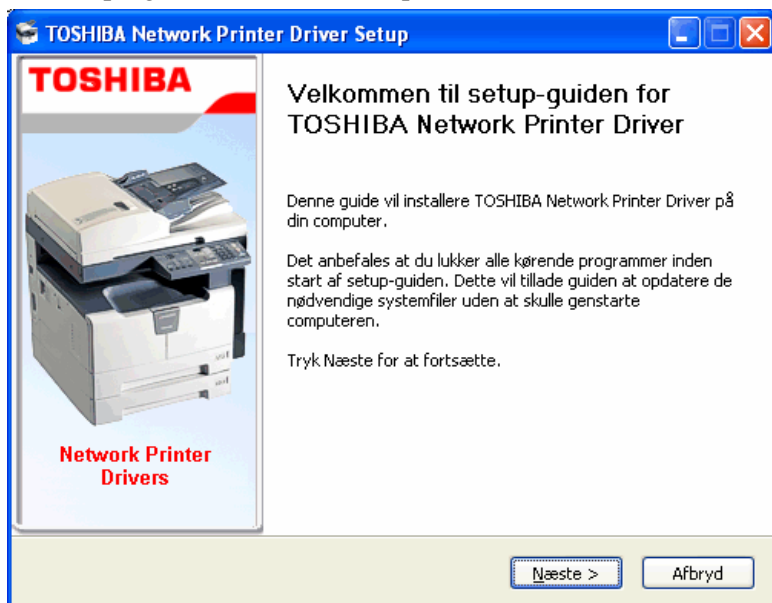 TOSHIBA Network Printer Driver Setup
TOSHIBA
Velkommen til setup-guiden for
TOSHIBA Network Printer Driver
Denne guide vil installere TOSHIBA Network Printer Driver på
din computer.
Det anbefales at du lukker alle kørende programmer inden
start af setup-guiden. Dette vil tillade guiden at opdatere de
nødvendige systemfiler uden at skulle genstarte
computeren.
Tryk Næste for at fortsætte.
Network Printer
Drivers
Næste >
Afbryd